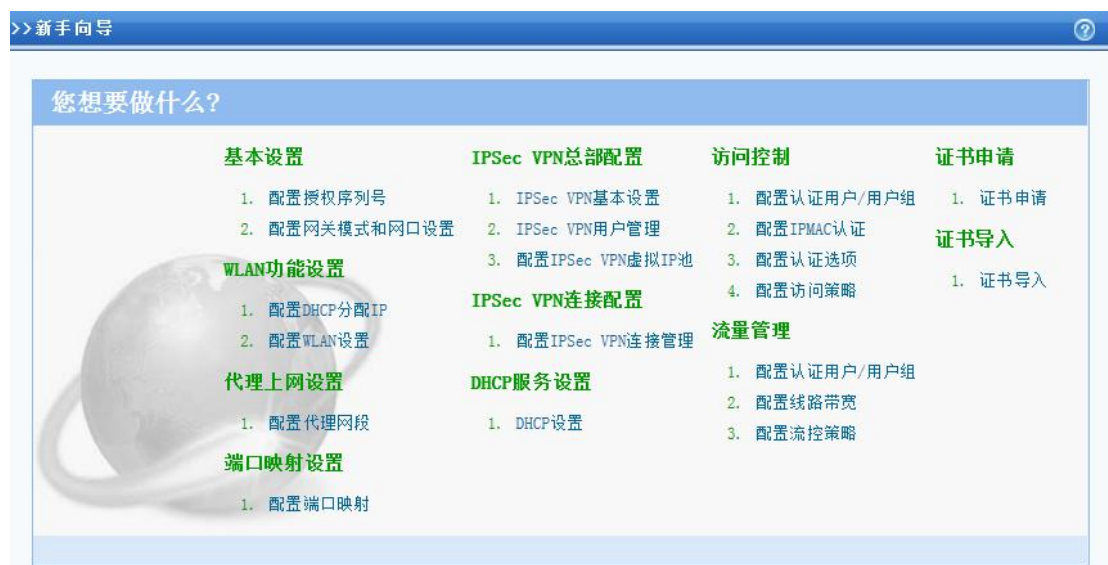 >>新手向导
您想要做什么?
基本设置
1. 配置授权序列号
2. 配置网关模式和网口设置
WLAN功能设置
1. 配置DHCP分配IP
2. 配置WLAN设置
代理上网设置
1. 配置代理网段
端口映射设置
1. 配置端口映射
IPSec VPN总部配置
1. IPSec VPN基本设置
2. IPSec VPN用户管理
3. 配置IPSec VPN虚拟IP池
IPSec VPN连接配置
1. 配置IPSec VPN连接管理
DHCP服务设置
1. DHCP设置
访问控制
1. 配置认证用户/用户组
2. 配置IPMAC认证
3. 配置认证选项
4. 配置访问策略
流量管理
1. 配置认证用户/用户组
2. 配置线路带宽
3. 配置流控策略
证书申请
1. 证书申请
证书导入
1. 证书导入